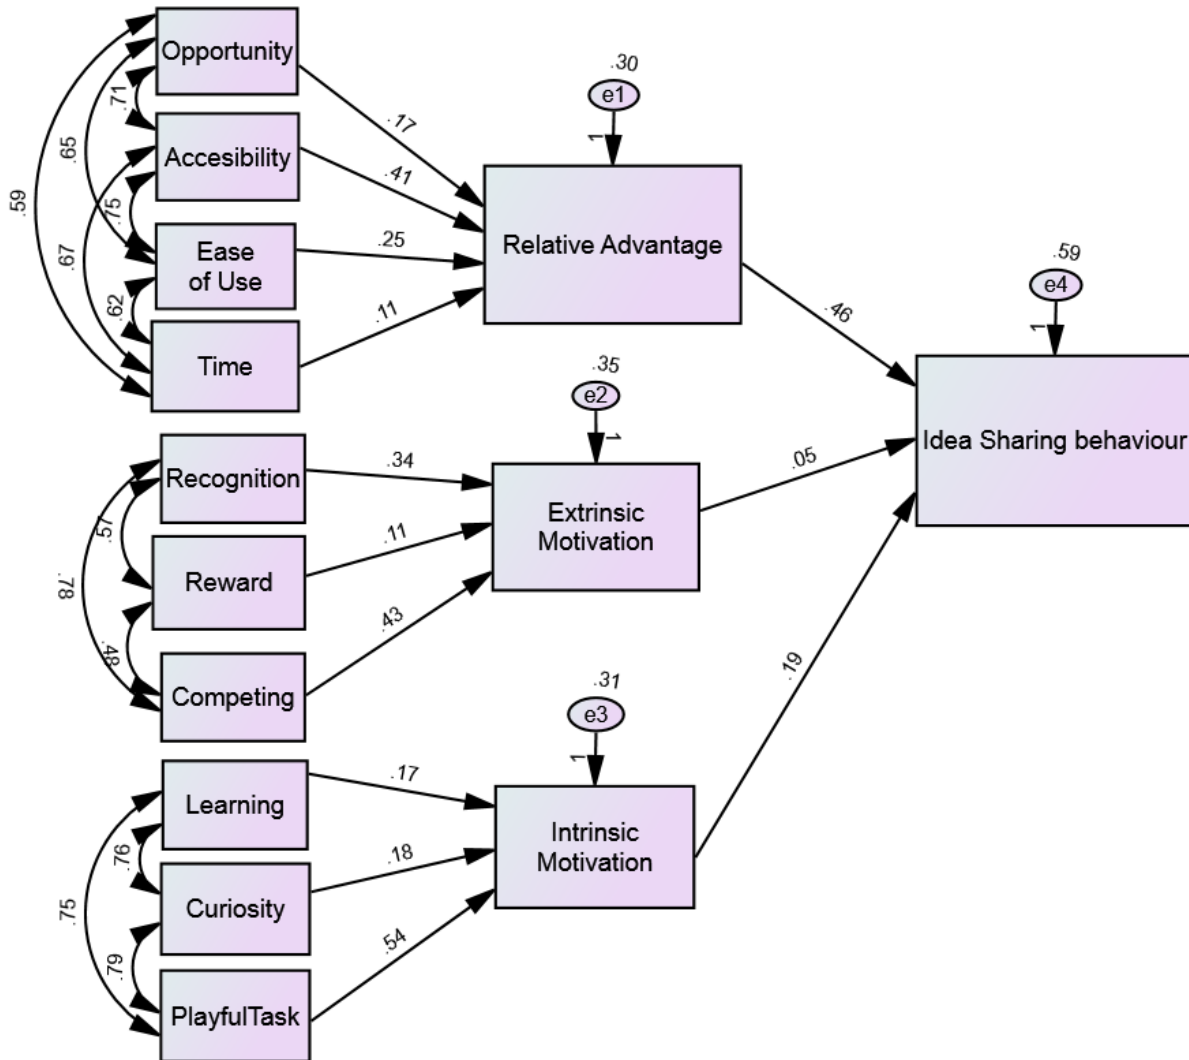 Opportunity
Accesibility
Ease
of Use
Time
.71
.65
.59
.75
.67
.62
.17
.41
.25
.11
.30
e1
1
Relative Advantage
.46
Recognition
Reward
Competing
.57
.78
.48
.34
.11
.43
.35
e2
1
Extrinsic
Motivation
.05
Learning
Curiosity
PlayfulTask
.76
.75
.79
.17
.18
.54
.31
e3
1
Intrinsic
Motivation
.19
.59
e4
1
Idea Sharing behaviour